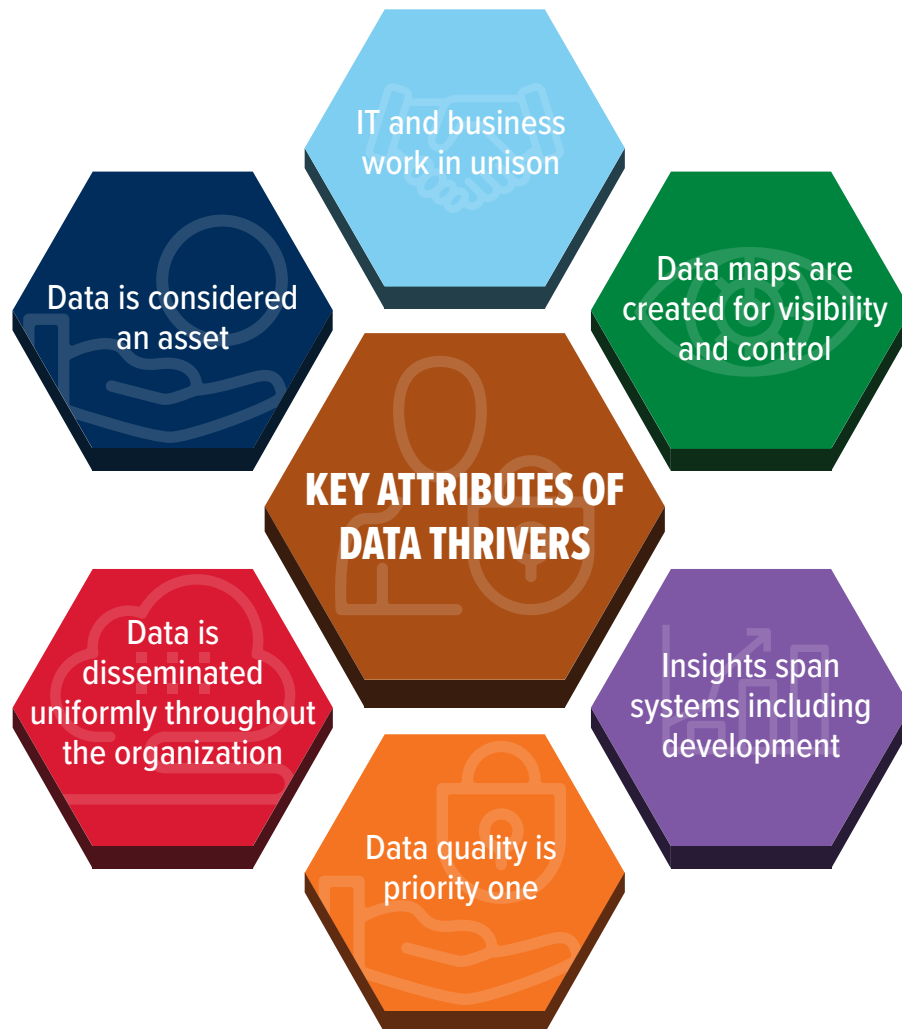 IT and business
work in unison
Data is considered
an asset
Data maps are
created for visibility
and control
KEY ATTRIBUTES OF
DATA THRIVERS
Data is
disseminated
uniformly throughout
the organization
Insights span
systems including
development
Data quality is
priority one